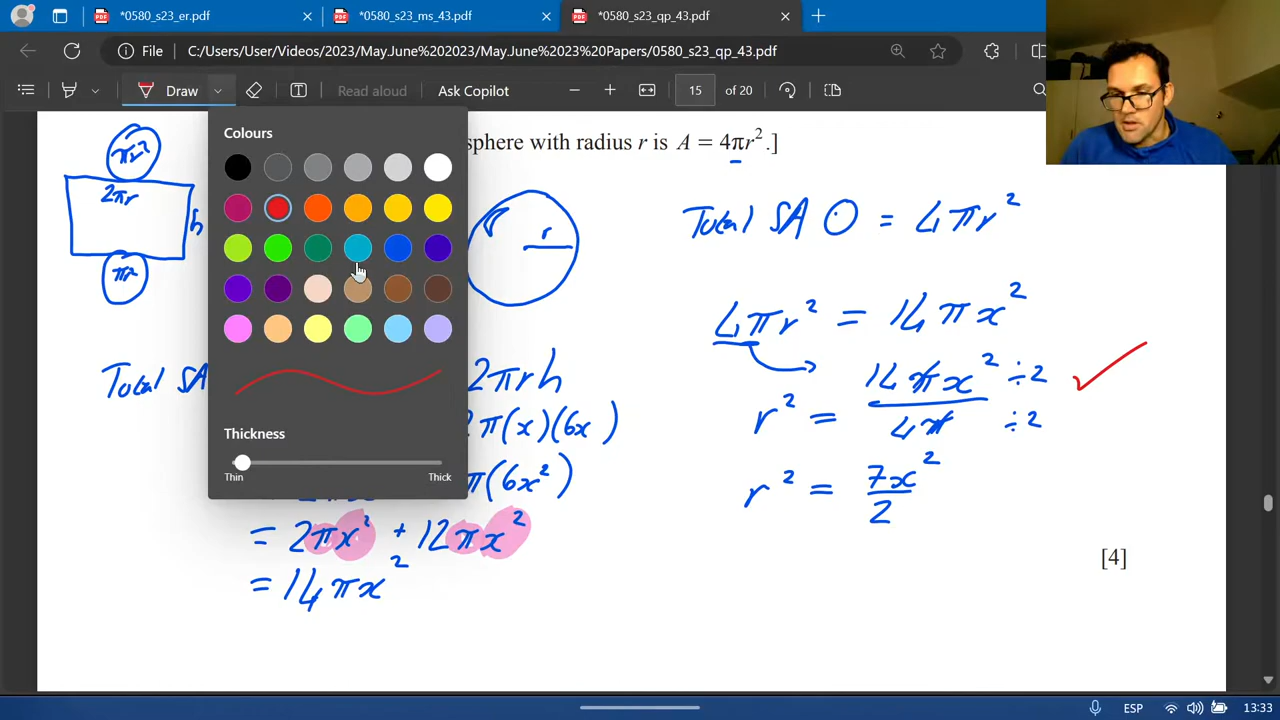 *0580_s23_er.pdf
*0580_s23_ms_43.pdf
*0580_s23_qp_43.pdf
File
C:/Users/User/Videos/2023/May.June%202023/May.June%2023%20Papers/0580_s23_qp_43.pdf
Draw
Read aloud
Ask Copilot
15 of 20
Colours
Thickness
Thin
Thick
sphere with radius r is A = 4πr².]
πr²
2πr
h
πr²
r
Total SA
2πrh
2π(x)(6x)
π(6x²)
= 2πx² + 12πx²
= 14πx²
Total SA O = 4πr²
4πr² = 14πx²
r² = 14πx² ÷2
4π ÷2
r² = 7x²
2
[4]
ESP
13:33